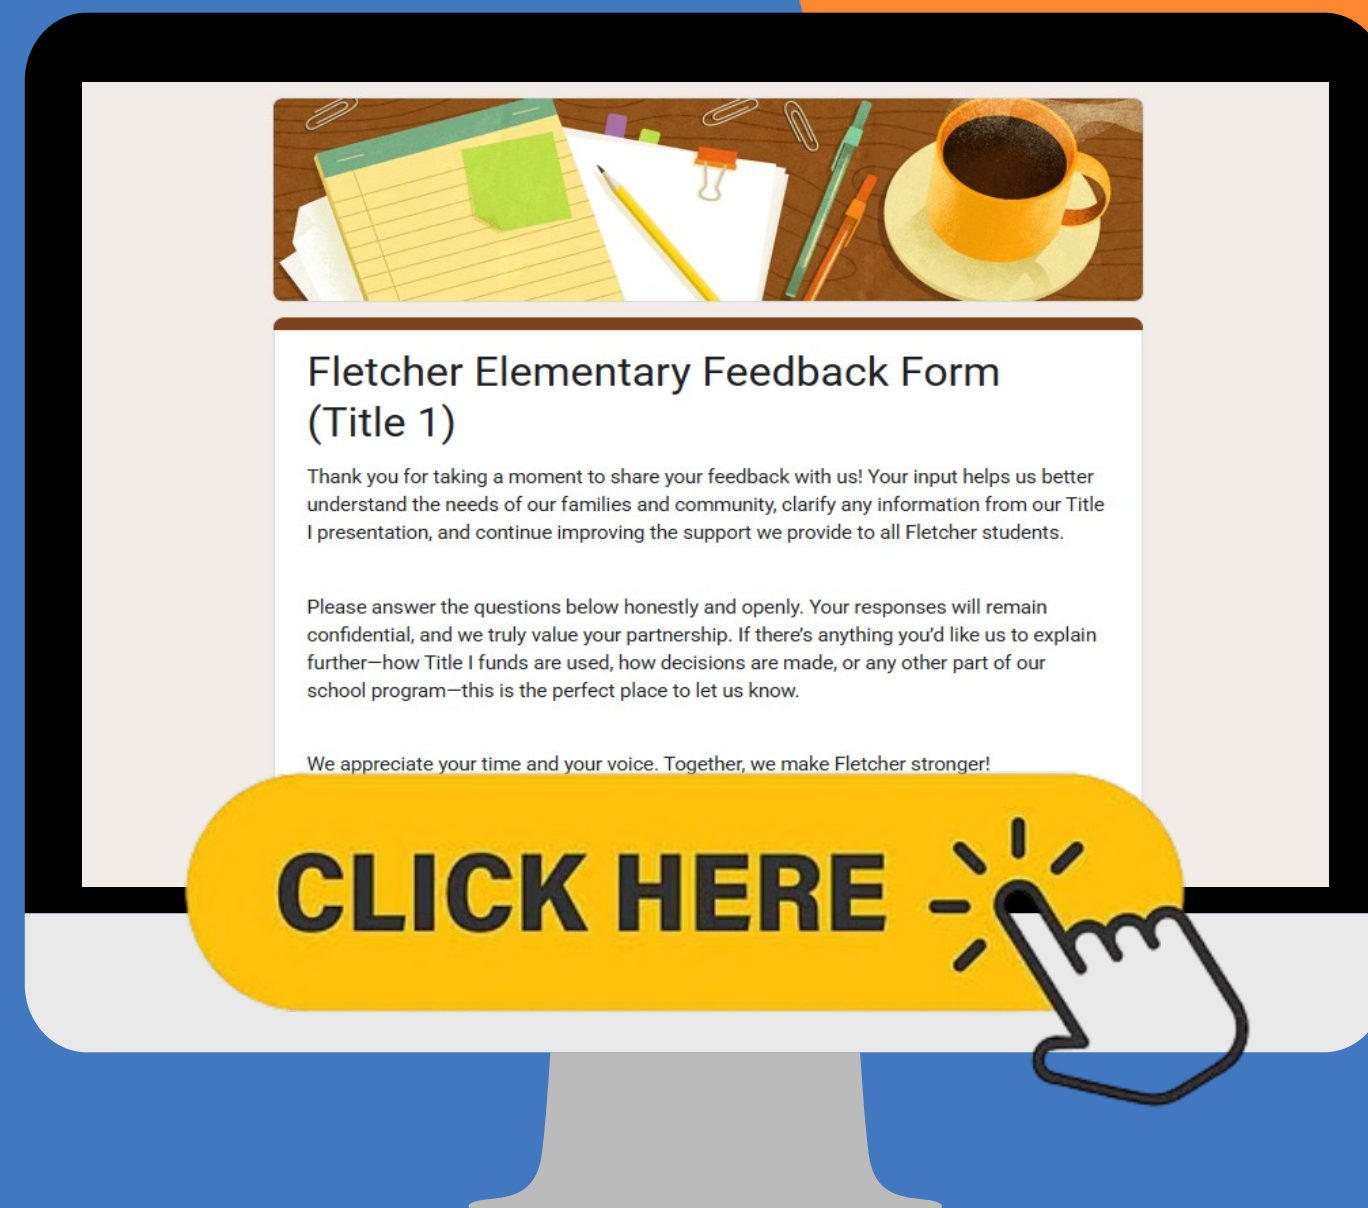 Fletcher Elementary Feedback Form
(Title 1)
Thank you for taking a moment to share your feedback with us! Your input helps us better
understand the needs of our families and community, clarify any information from our Title
I presentation, and continue improving the support we provide to all Fletcher students.
Please answer the questions below honestly and openly. Your responses will remain
confidential, and we truly value your partnership. If there’s anything you’d like us to explain
further—how Title I funds are used, how decisions are made, or any other part of our
school program—this is the perfect place to let us know.
We appreciate your time and your voice. Together, we make Fletcher stronger!
CLICK HERE